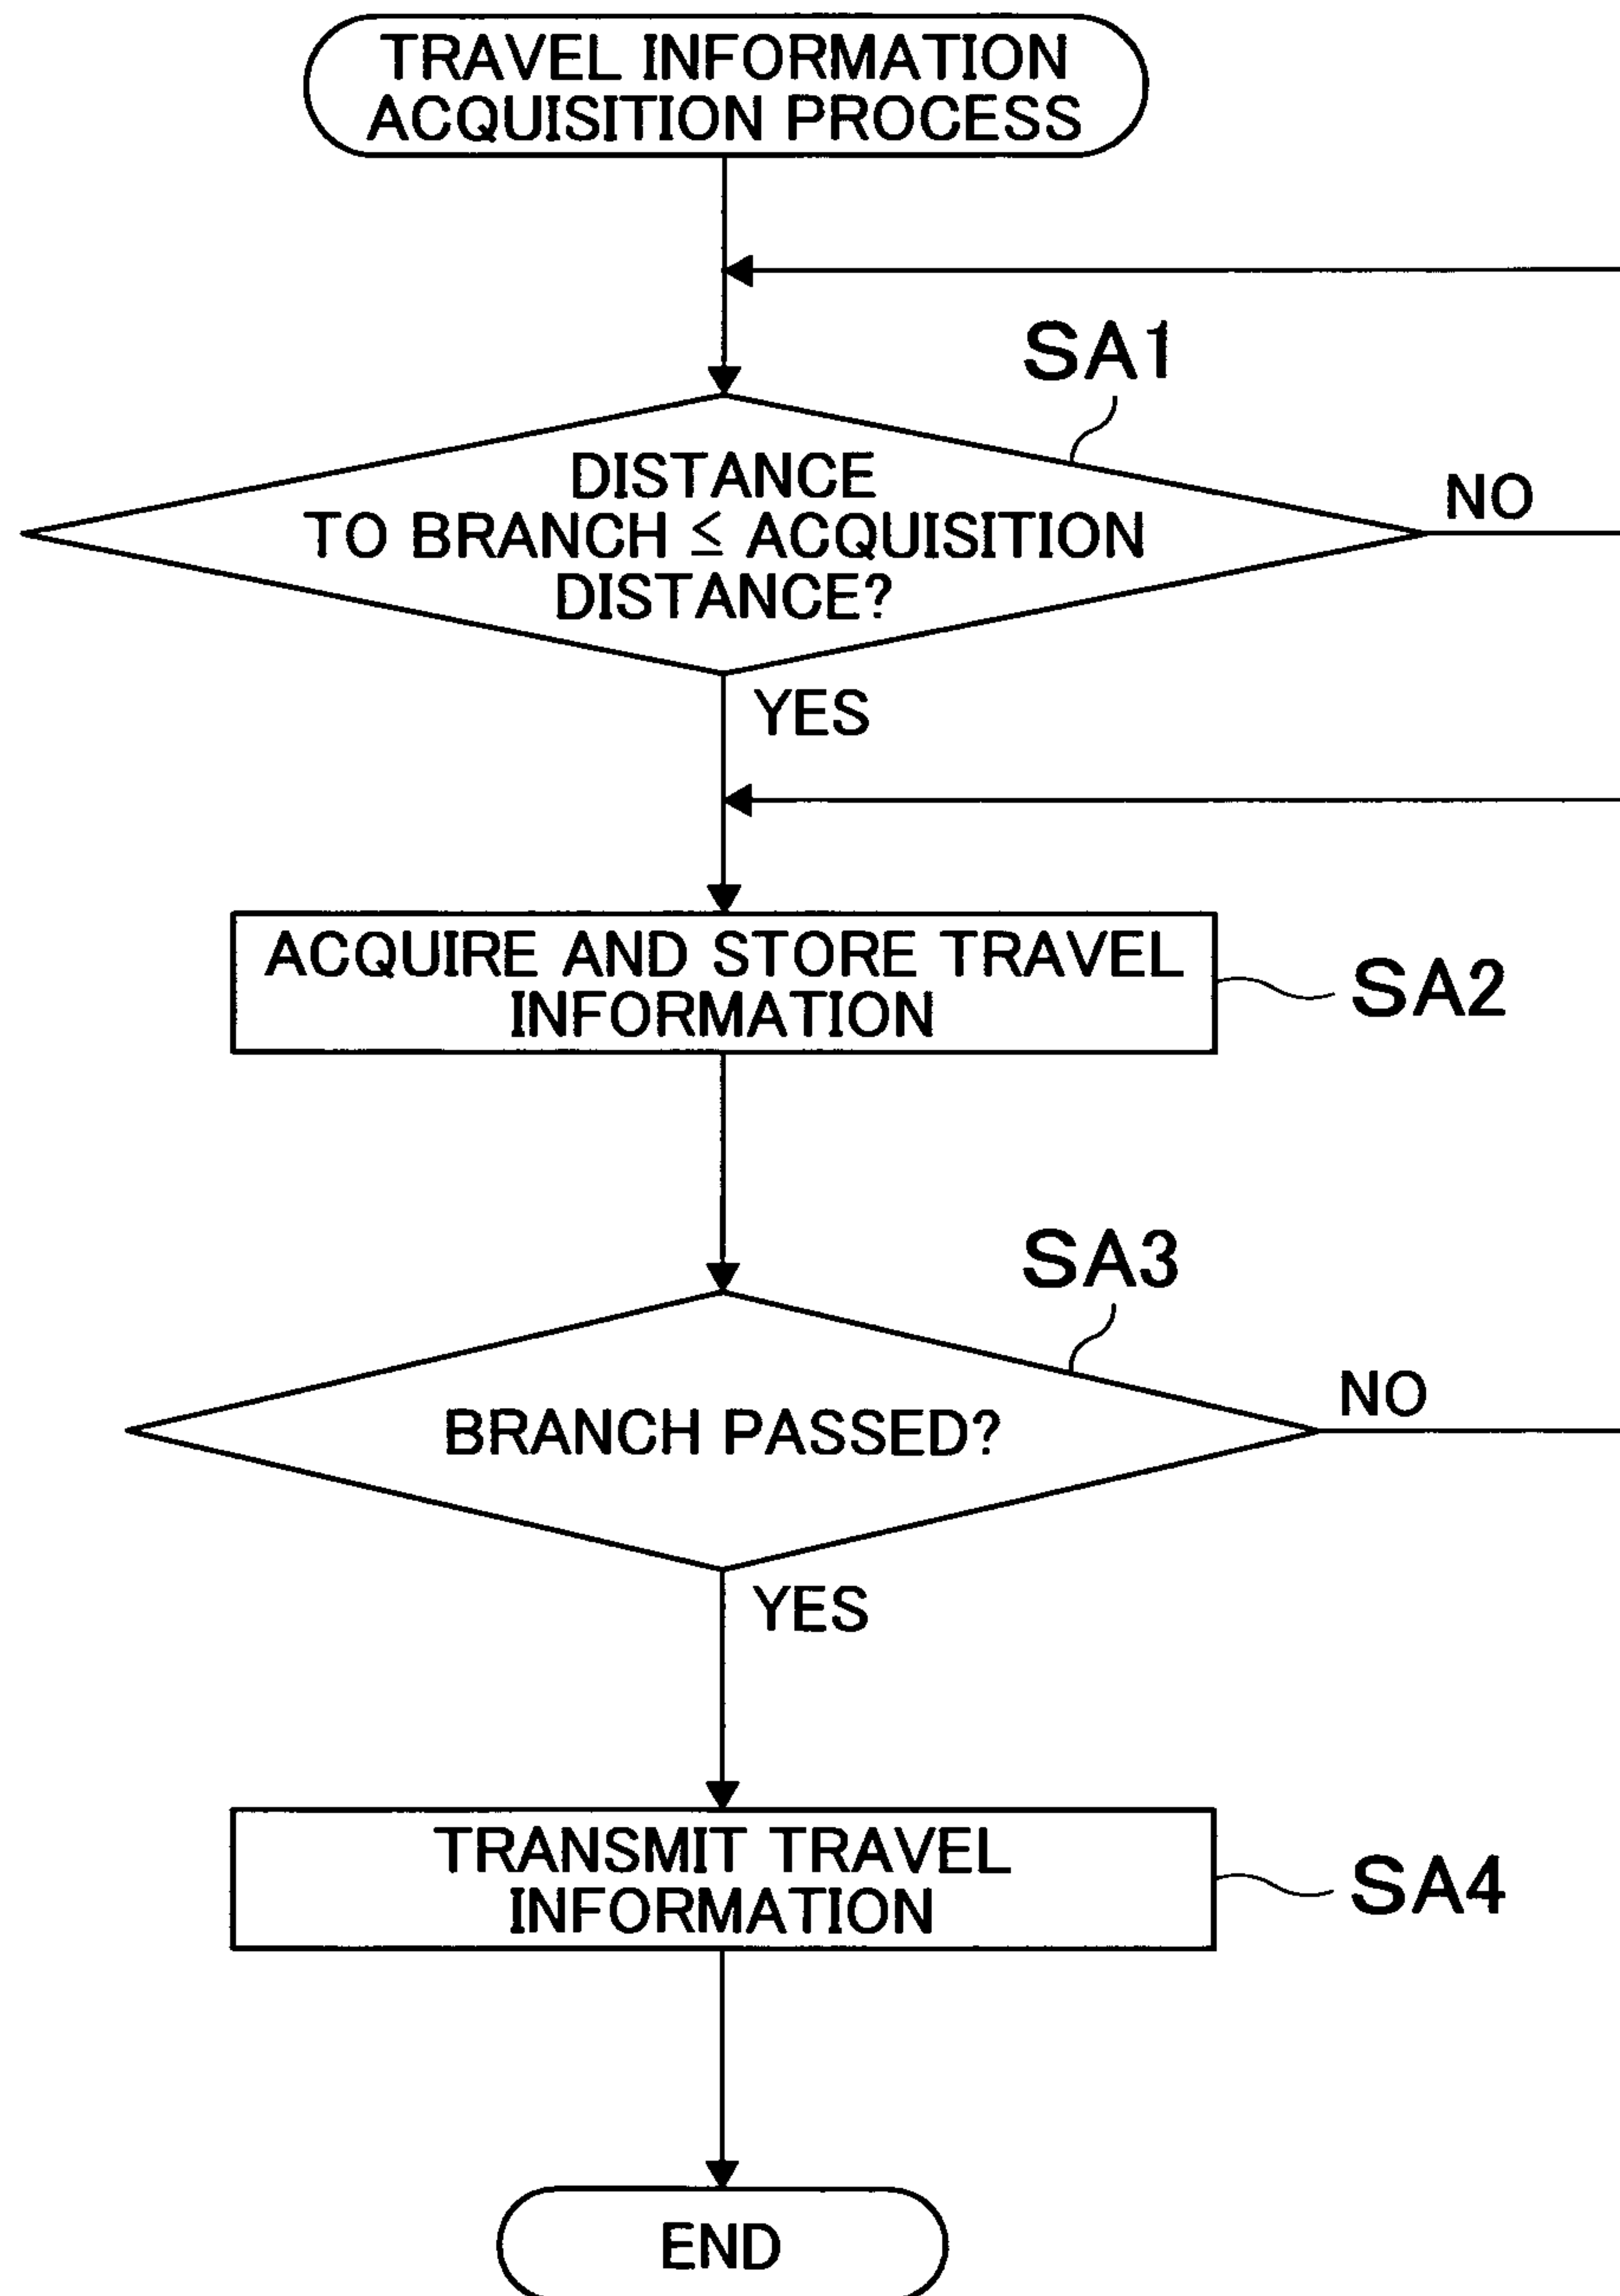 TRAVEL INFORMATION
ACQUISITION PROCESS
SA1
DISTANCE
TO BRANCH ≤ ACQUISITION
DISTANCE?
NO
YES
ACQUIRE AND STORE TRAVEL
INFORMATION
SA2
SA3
BRANCH PASSED?
NO
YES
TRANSMIT TRAVEL
INFORMATION
SA4
END